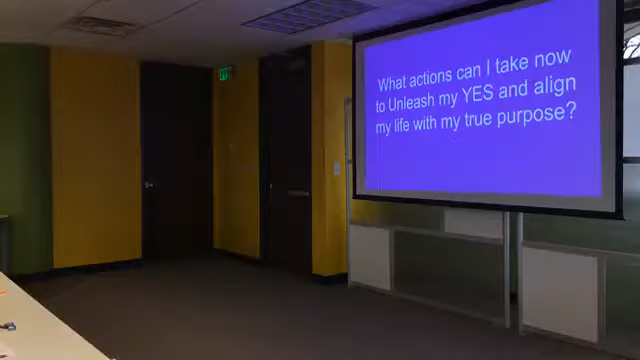 What actions can I take now
to Unleash my YES and align
my life with my true purpose?